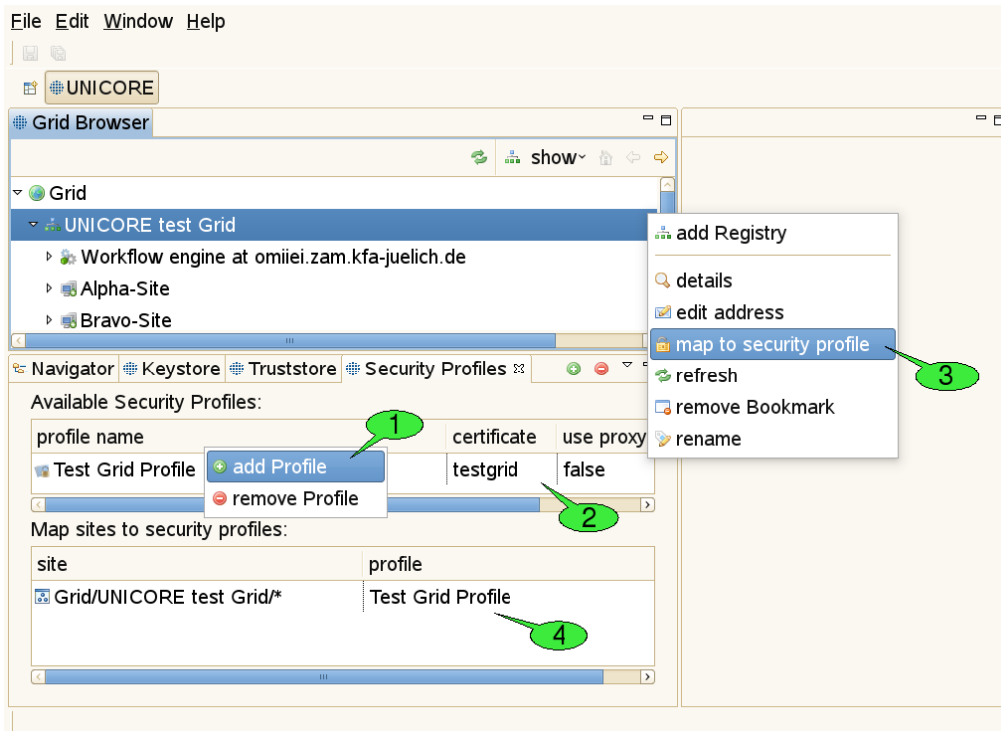 File Edit Window Help
UNICORE
Grid Browser
show
Grid
UNICORE test Grid
Workflow engine at omiiei.zam.kfa-juelich.de
Alpha-Site
Bravo-Site
add Registry
details
edit address
map to security profile
3
refresh
remove Bookmark
rename
Navigator Keystore Truststore Security Profiles
Available Security Profiles:
1
profile name certificate use proxy
Test Grid Profile testgrid false
add Profile
remove Profile
2
Map sites to security profiles:
site profile
Grid/UNICORE test Grid/* Test Grid Profile
4